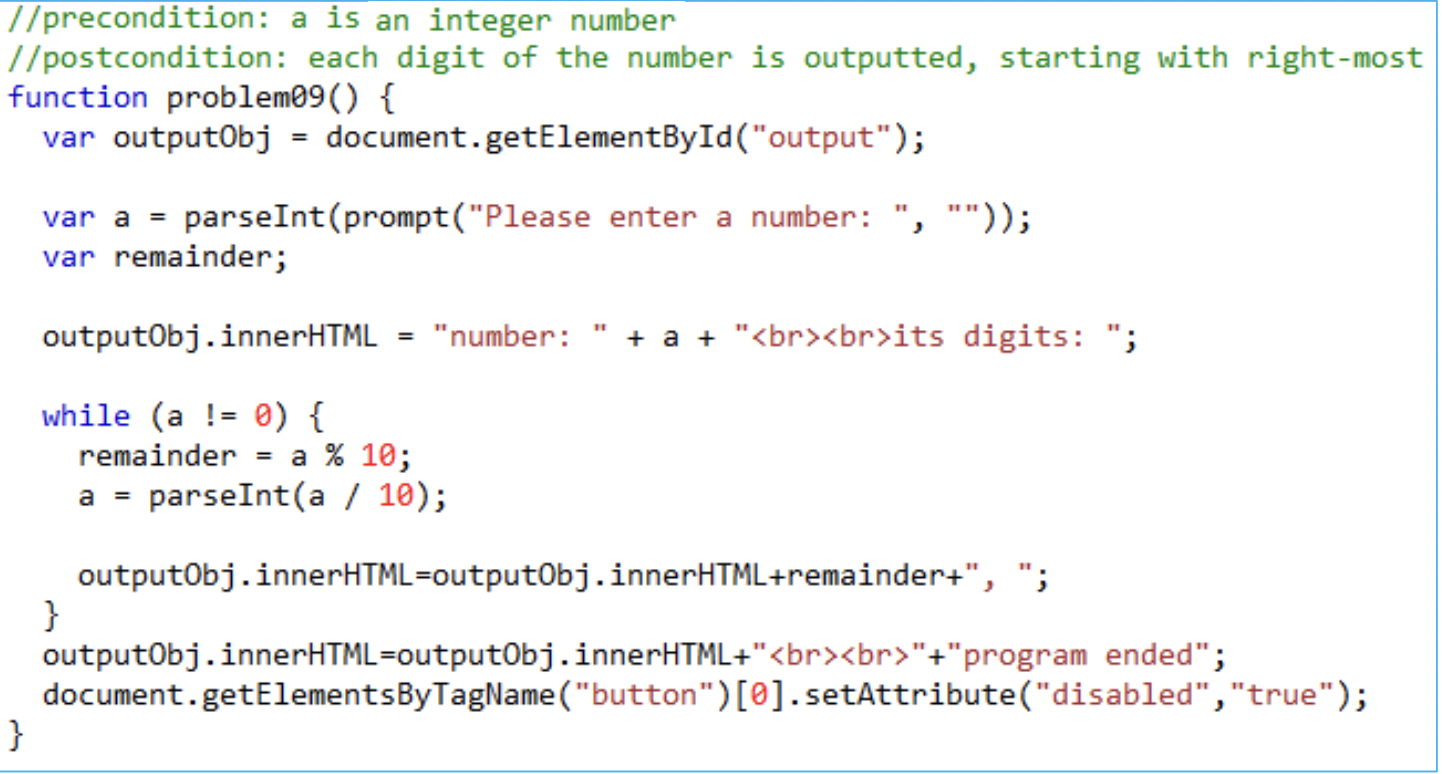 //precondition: a is an integer number
//postcondition: each digit of the number is outputted, starting with right-most
function problem09() {
  var outputObj = document.getElementById("output");

  var a = parseInt(prompt("Please enter a number: ", ""));
  var remainder;

  outputObj.innerHTML = "number: " + a + "<br><br>its digits: ";

  while (a != 0) {
    remainder = a % 10;
    a = parseInt(a / 10);

    outputObj.innerHTML=outputObj.innerHTML+remainder+", ";
  }
  outputObj.innerHTML=outputObj.innerHTML+"<br><br>"+"program ended";
  document.getElementsByTagName("button")[0].setAttribute("disabled","true");
}